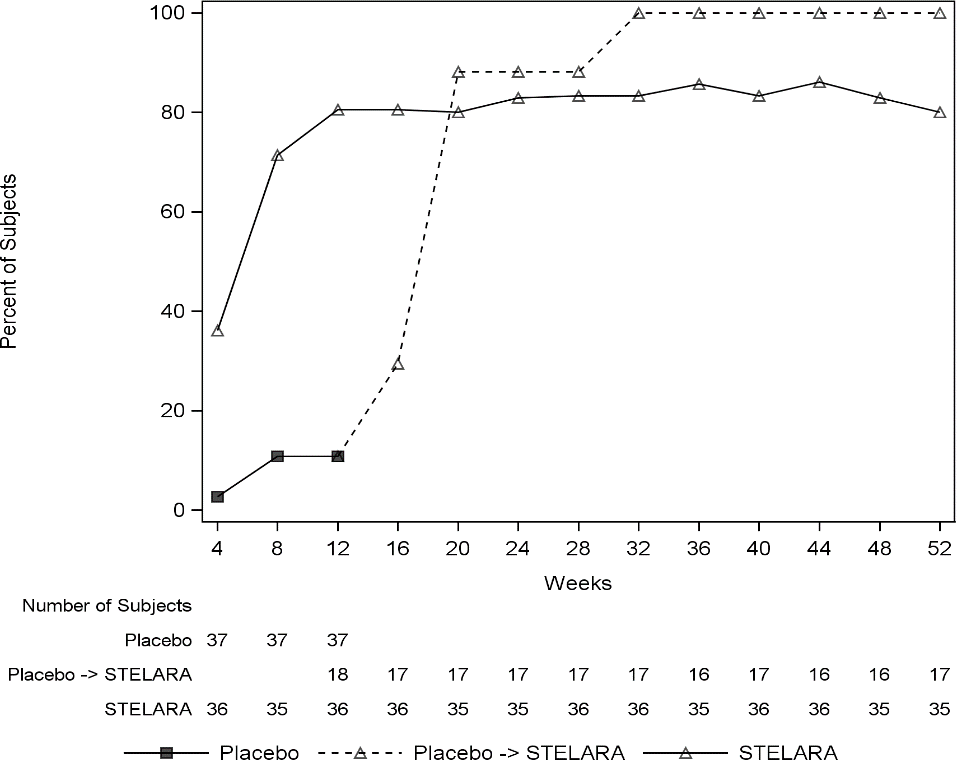 100
80
60
40
20
0
Percent of Subjects
4 8 12 16 20 24 28 32 36 40 44 48 52
Weeks
Number of Subjects
Placebo 37 37 37
Placebo -> STELARA 18 17 17 17 17 17 16 17 16 16 17
STELARA 36 35 36 36 35 35 36 36 35 36 36 35 35
Placebo Placebo -> STELARA STELARA